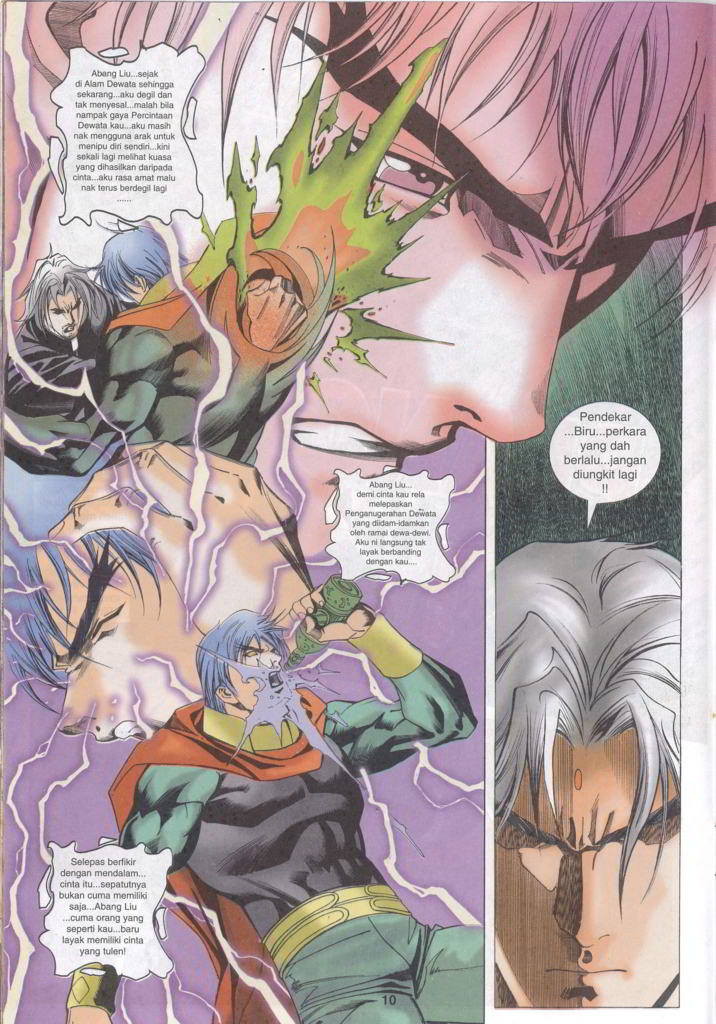 Abang Liu...sejak
di Alam Dewata sehingga
sekarang...aku degil dan
tak menyesal...malah bila
nampak gaya Percintaan
Dewata kau...aku masih
nak mengguna arak untuk
menipu diri sendiri...kini
sekali lagi melihat kuasa
yang dihasilkan daripada
cinta...aku rasa amat malu
nak terus berdegil lagi
......
Pendekar
...Biru...perkara
yang dah
berlalu...jangan
diungkit lagi
!!
Abang Liu...
demi cinta kau rela
melepaskan
Penganugerahan Dewata
yang diidam-idamkan
oleh ramai dewa-dewi.
Aku ni langsung tak
layak berbanding
dengan kau....
Selepas berfikir
dengan mendalam...
cinta itu...sepatutnya
bukan cuma memiliki
saja...Abang Liu
...cuma orang yang
seperti kau...baru
layak memiliki cinta
yang tulen!
10